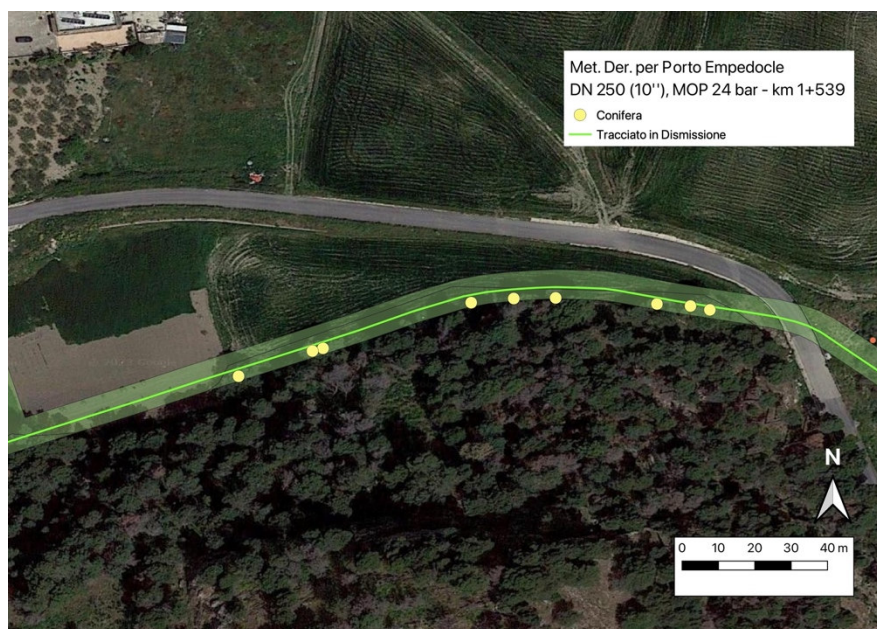 Met. Der. per Porto Empedocle
DN 250 (10''), MOP 24 bar - km 1+539
Conifera
Tracciato in Dismissione
N
0 10 20 30 40 m